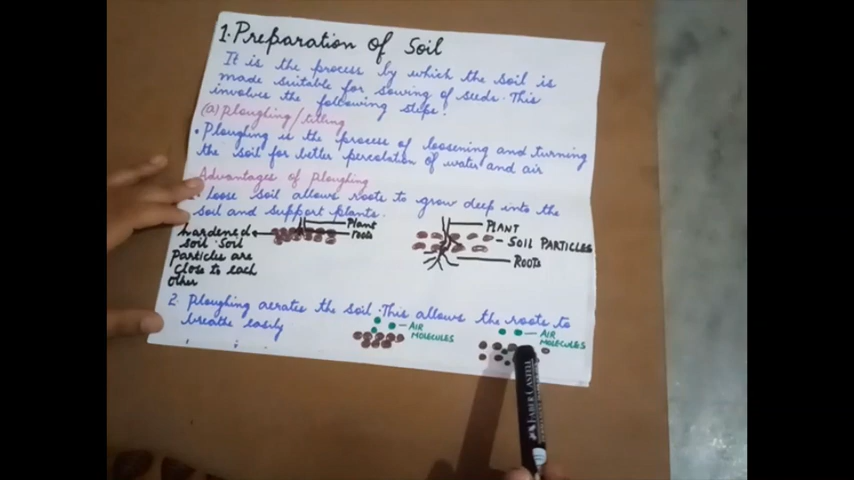 1. Preparation of Soil
It is the process by which the soil is
made suitable for sowing of seeds. This
involves the following steps.
(a) Ploughing/tilling
• Ploughing is the process of loosening and turning
the soil for better percolation of water and air
Advantages of Ploughing
Loose soil allows roots to grow deep into the
soil and support plants.
Plant
roots
hardened
soil. Soil
particles are
close to each
other
PLANT
SOIL PARTICLES
ROOTS
2. Ploughing aerates the soil. This allows the roots to
breathe easily
AIR
MOLECULES
AIR
MOLECULES
FABER CASTELL